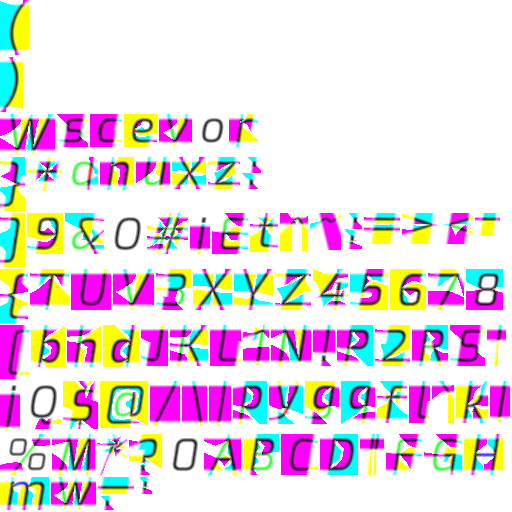 (
)
W s c e v o r
} a n u x z
] 9 & O # i E t = > <
{ T U V 3 X Y Z 4 5 6 7 8
[ b h d J K L 1 N ! P 2 R S
j Q $ @ / \ | p y g q f l k I
% M * ? 0 A B C D " F G H
m w